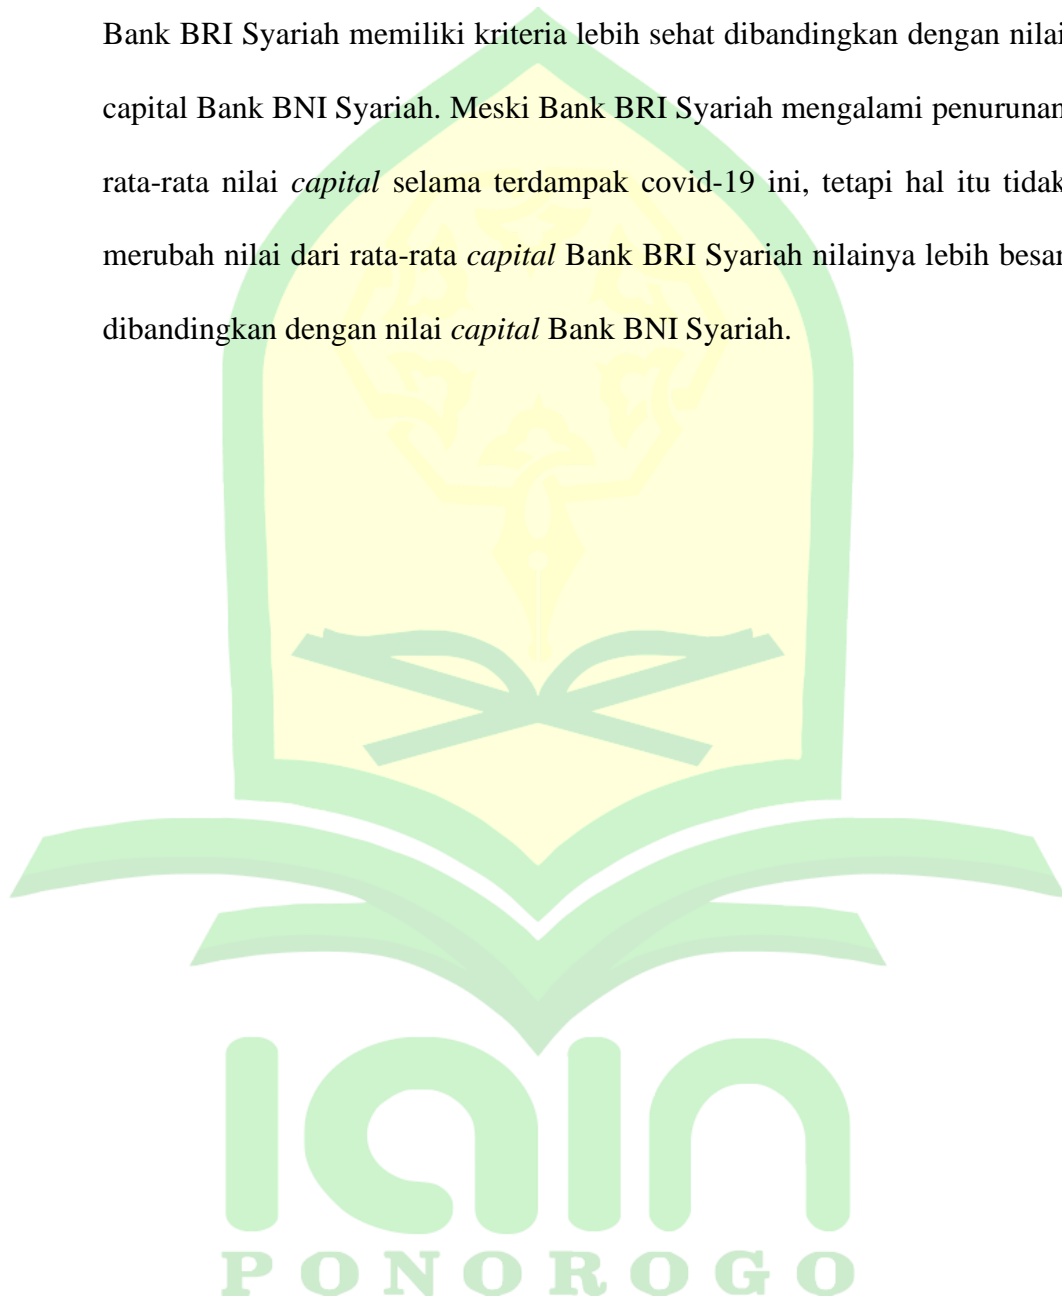 Bank BRI Syariah memiliki kriteria lebih sehat dibandingkan dengan nilai
capital Bank BNI Syariah. Meski Bank BRI Syariah mengalami penurunan
rata-rata nilai capital selama terdampak covid-19 ini, tetapi hal itu tidak
merubah nilai dari rata-rata capital Bank BRI Syariah nilainya lebih besar
dibandingkan dengan nilai capital Bank BNI Syariah.
IAIN
PONOROGO